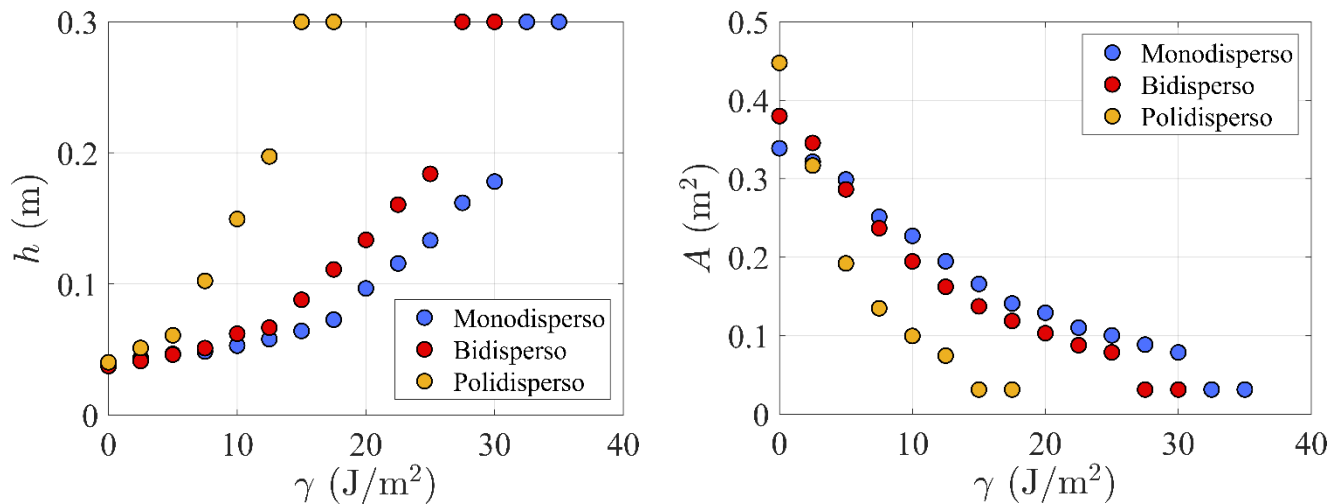 0.3
0.2
0.1
0
h (m)
0 10 20 30 40
γ (J/m²)
Monodisperso
Bidisperso
Polidisperso
0.5
0.4
0.3
0.2
0.1
0
A (m²)
0 10 20 30 40
γ (J/m²)
Monodisperso
Bidisperso
Polidisperso